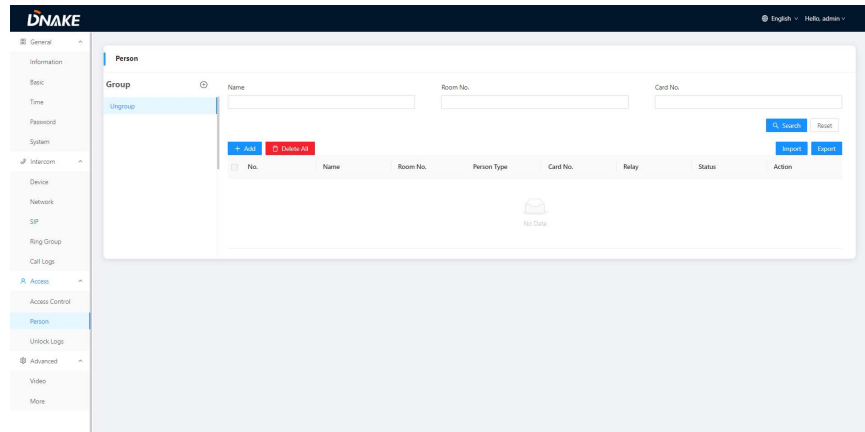 DNAKE
English Hello, admin
General
Information
Basic
Time
Password
System
Intercom
Device
Network
SIP
Ring Group
Call Logs
Access
Access Control
Person
Unlock Logs
Advanced
Video
More
Person
Group
Ungroup
Name Room No. Card No.
Search Reset
+ Add Delete All Import Export
No. Name Room No. Person Type Card No. Relay Status Action
No Data